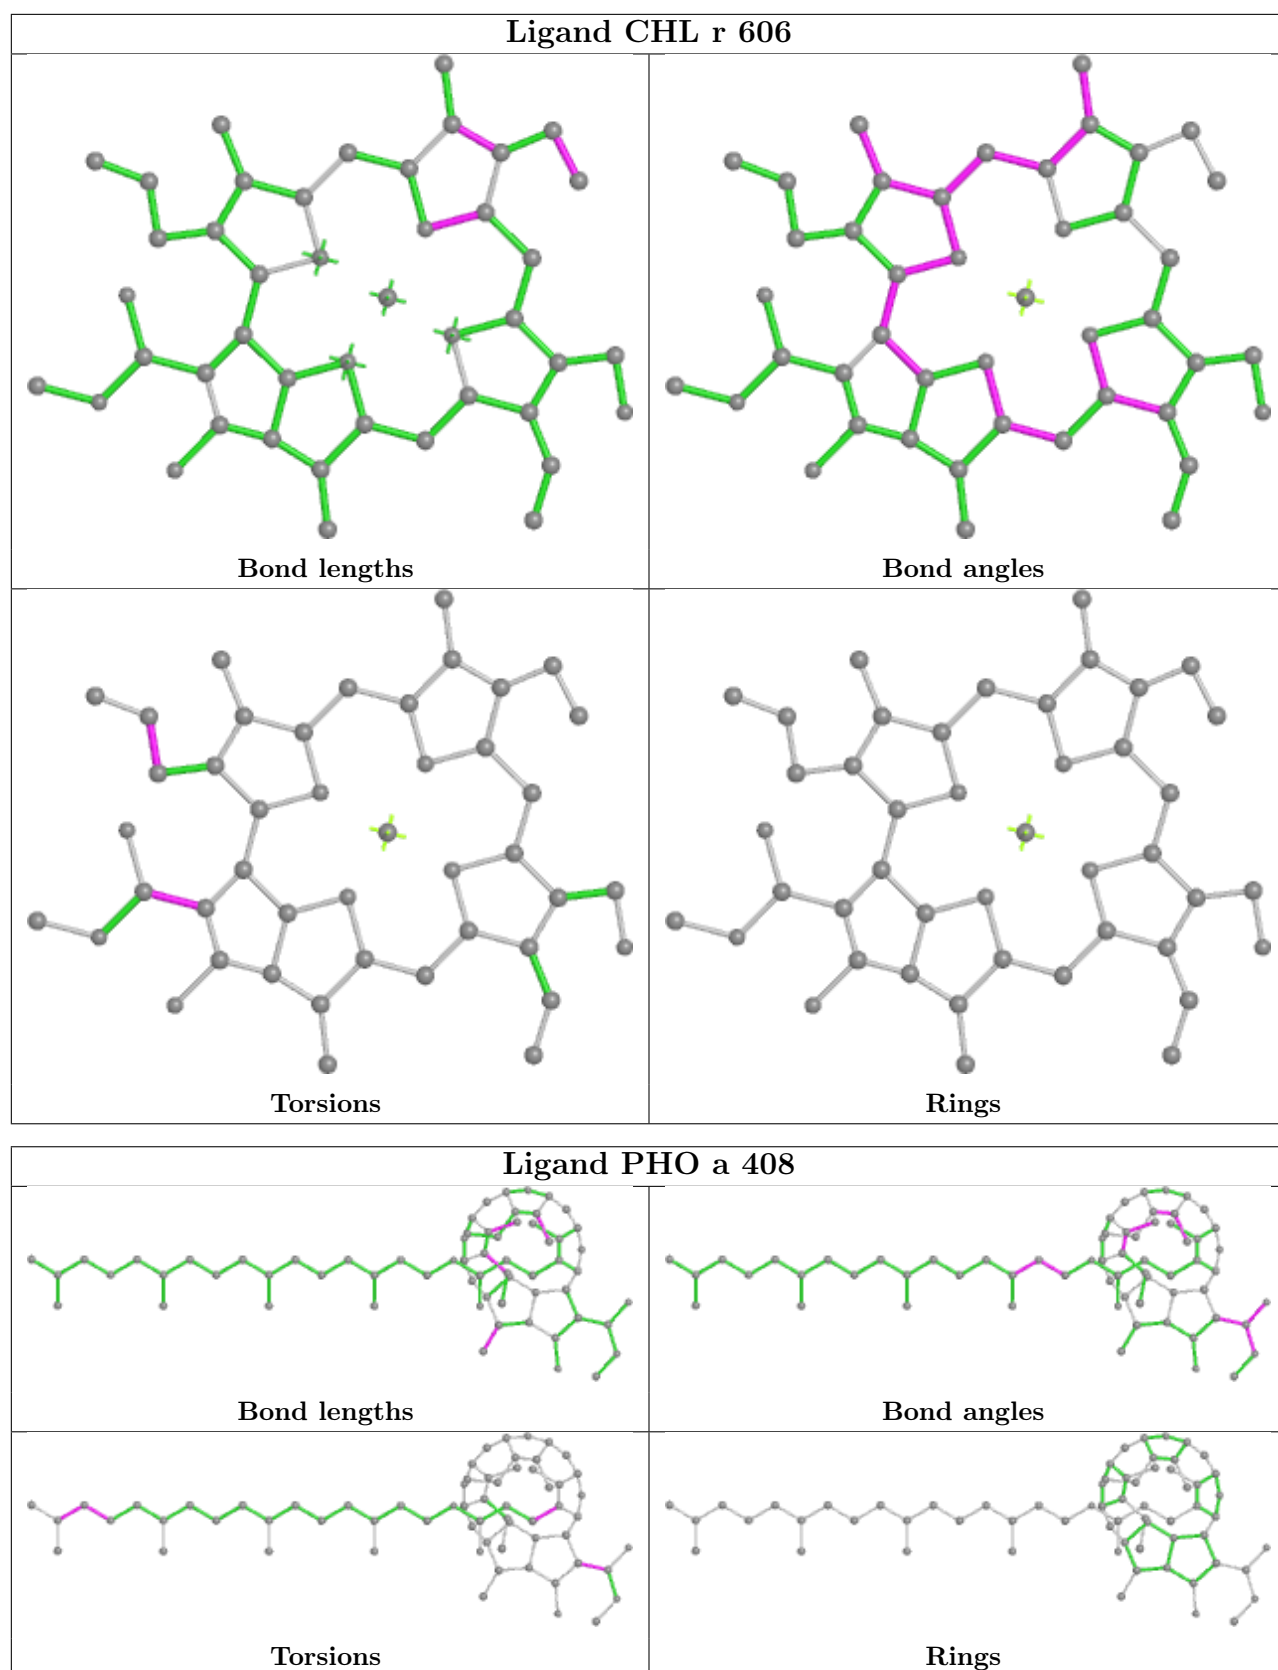 Ligand CHL r 606
Bond lengths
Bond angles
Torsions
Rings
Ligand PHO a 408
Bond lengths
Bond angles
Torsions
Rings